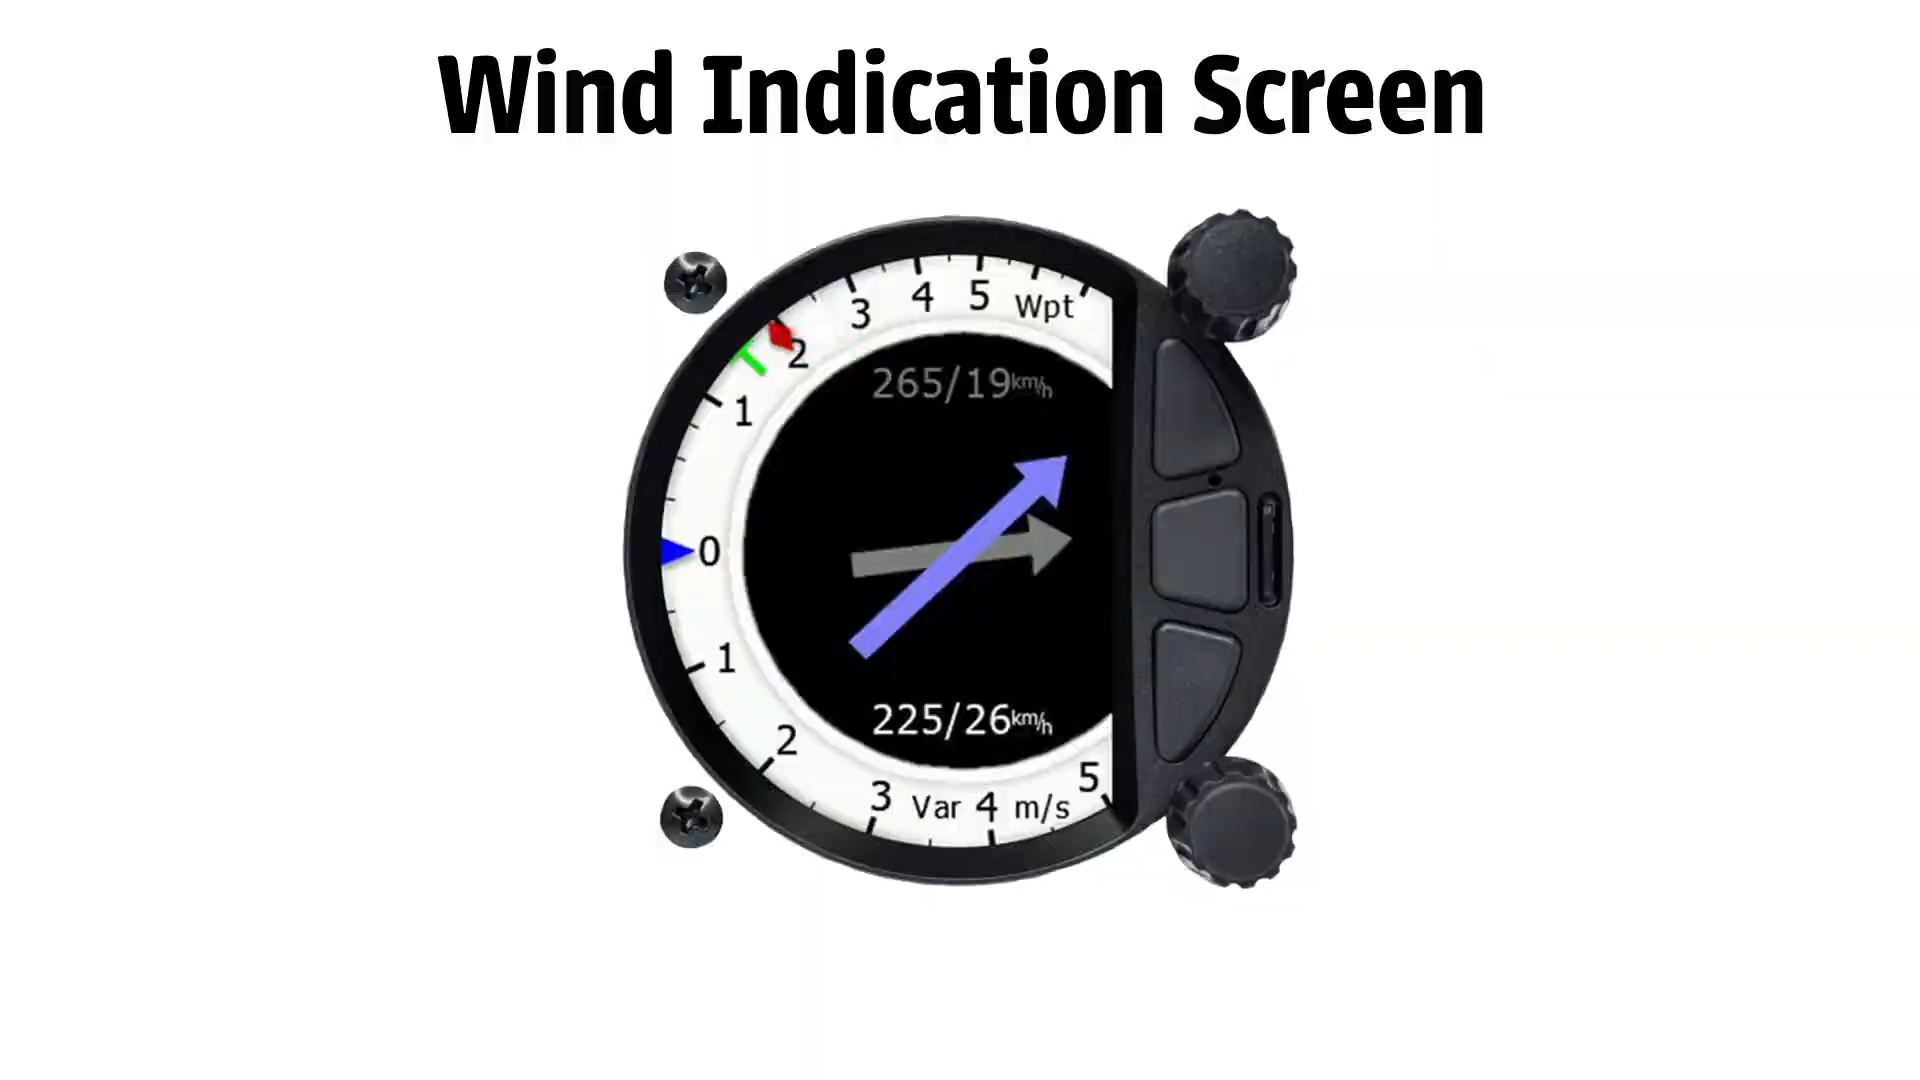 Wind Indication Screen
3 4 5 Wpt
2
1
0
1
2
3 Var 4 m/s 5
265/19km/h
225/26km/h